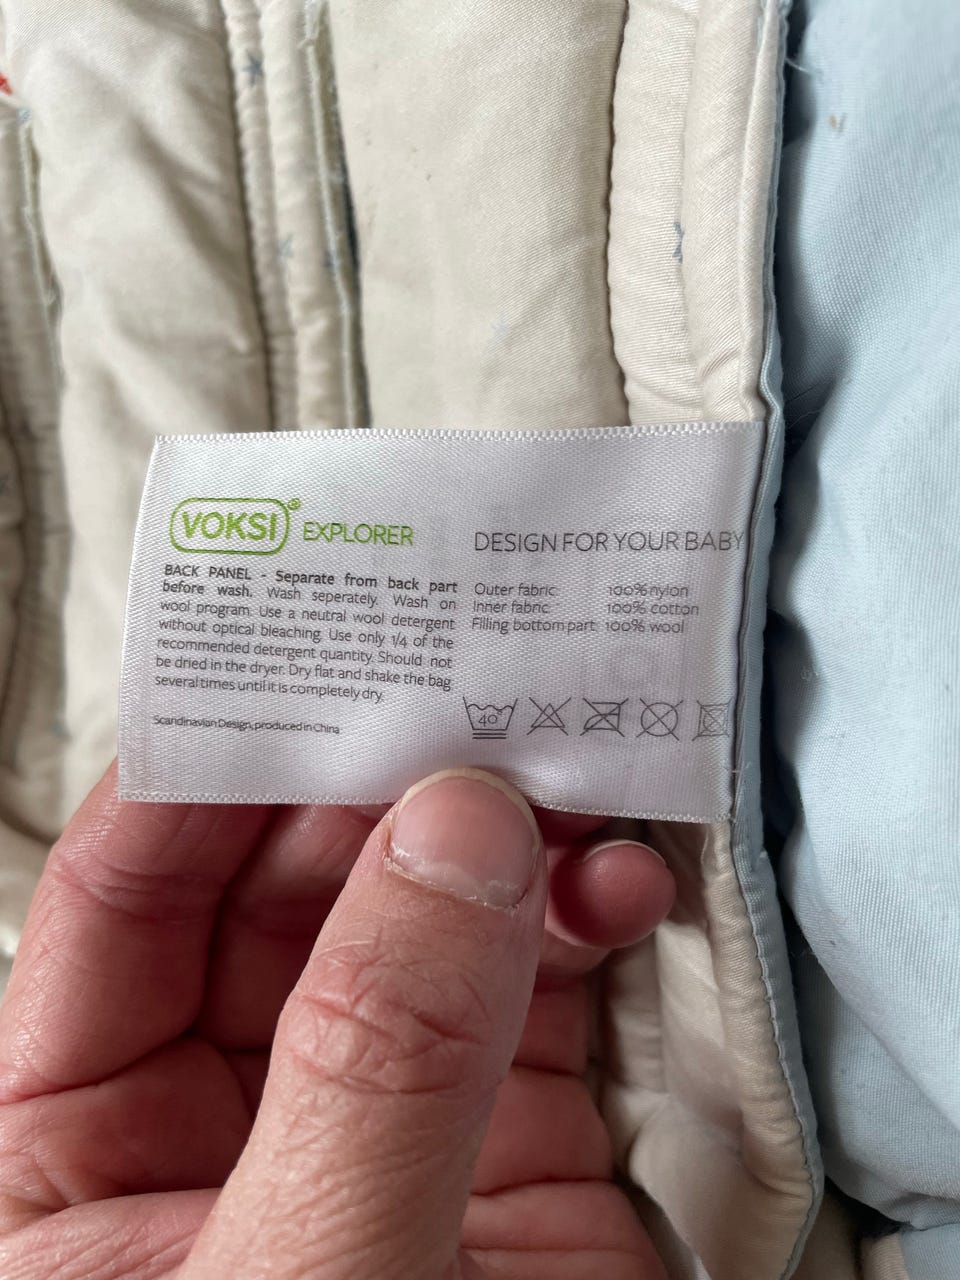 VOKSI® EXPLORER
BACK PANEL - Separate from back part
before wash. Wash seperately. Wash on
wool program. Use a neutral wool detergent
without optical bleaching. Use only 1/4 of the
recommended detergent quantity. Should not
be dried in the dryer. Dry flat and shake the bag
several times until it is completely dry.
Scandinavian Design, produced in China
DESIGN FOR YOUR BABY
Outer fabric: 100% nylon
Inner fabric: 100% cotton
Filling bottom part: 100% wool
40°